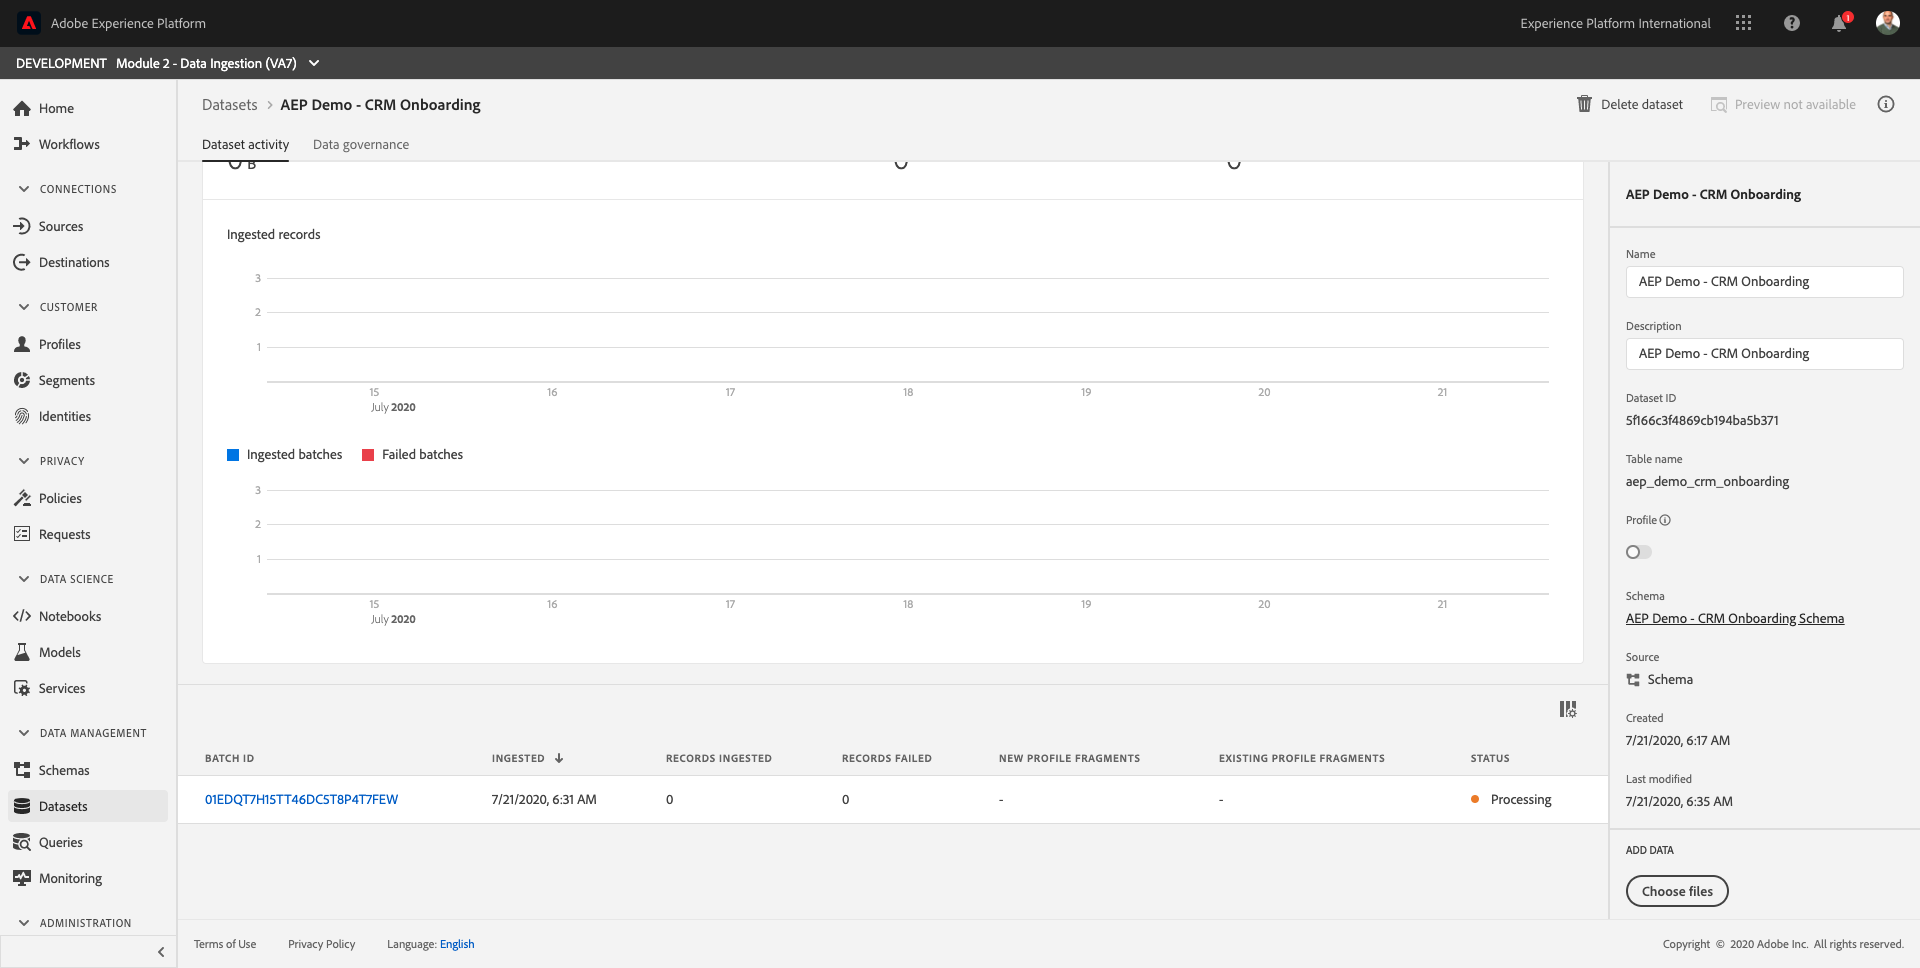 Adobe Experience Platform
Experience Platform International
1
DEVELOPMENT Module 2 - Data Ingestion (VA7)
Home
Workflows
CONNECTIONS
Sources
Destinations
CUSTOMER
Profiles
Segments
Identities
PRIVACY
Policies
Requests
DATA SCIENCE
Notebooks
Models
Services
DATA MANAGEMENT
Schemas
Datasets
Queries
Monitoring
ADMINISTRATION
Datasets > AEP Demo - CRM Onboarding
Delete dataset
Preview not available
Dataset activity Data governance
0 B 0 0
Ingested records
3
2
1
15 16 17 18 19 20 21
July 2020
Ingested batches Failed batches
3
2
1
15 16 17 18 19 20 21
July 2020
BATCH ID INGESTED RECORDS INGESTED RECORDS FAILED NEW PROFILE FRAGMENTS EXISTING PROFILE FRAGMENTS STATUS
01EDQT7H15TT46DC5T8P4T7FEW 7/21/2020, 6:31 AM 0 0 - - Processing
AEP Demo - CRM Onboarding
Name
AEP Demo - CRM Onboarding
Description
AEP Demo - CRM Onboarding
Dataset ID
5f166c3f4869cb194ba5b371
Table name
aep_demo_crm_onboarding
Profile
Schema
AEP Demo - CRM Onboarding Schema
Source
Schema
Created
7/21/2020, 6:17 AM
Last modified
7/21/2020, 6:35 AM
ADD DATA
Choose files
Terms of Use Privacy Policy Language: English
Copyright © 2020 Adobe Inc. All rights reserved.